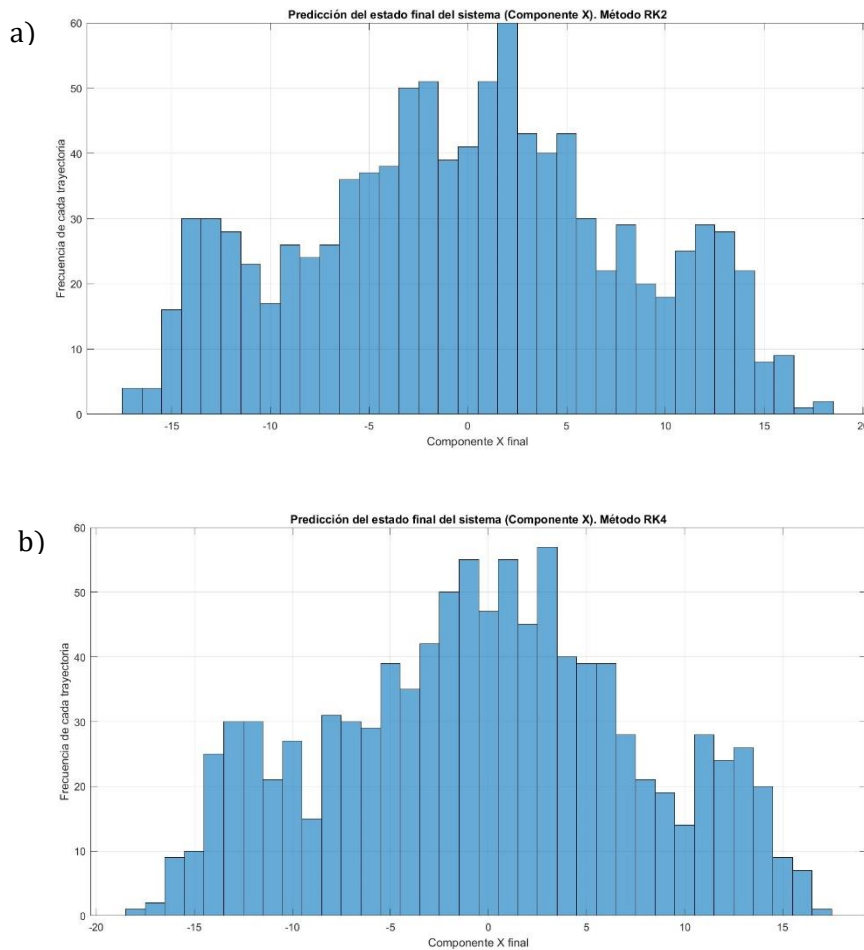 a)
Predicción del estado final del sistema (Componente X). Método RK2
Frecuencia de cada trayectoria
60
50
40
30
20
10
0
-15 -10 -5 0 5 10 15 20
Componente X final
b)
Predicción del estado final del sistema (Componente X). Método RK4
Frecuencia de cada trayectoria
60
50
40
30
20
10
0
-20 -15 -10 -5 0 5 10 15
Componente X final